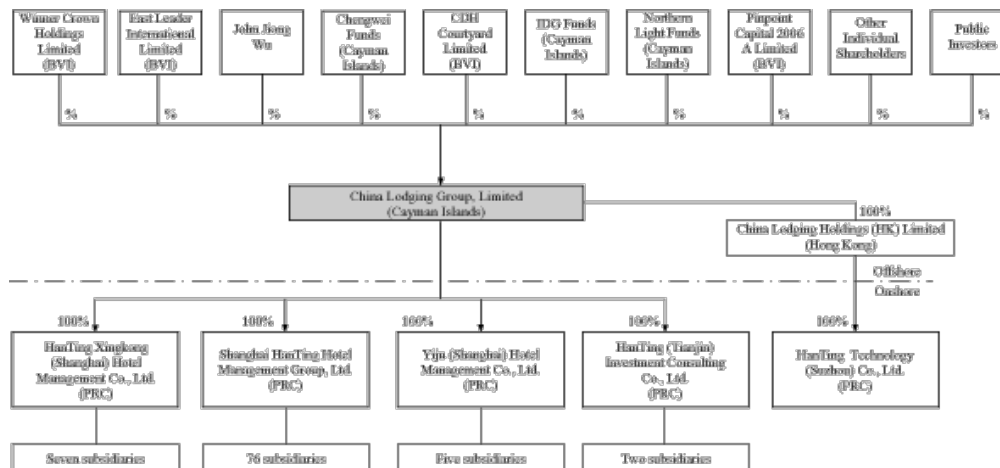 Winner Crown
Holdings
Limited
(BVI)
East Leader
International
Limited
(BVI)
John Jiong
Wu
Chengwei
Funds
(Cayman
Islands)
CDH
Courtyard
Limited
(BVI)
IDG Funds
(Cayman
Islands)
Northern
Light Funds
(Cayman
Islands)
Pinpoint
Capital 2006
A Limited
(BVI)
Other
Individual
Shareholders
Public
Investors
%
%
%
%
%
%
%
%
%
%
China Lodging Group, Limited
(Cayman Islands)
100%
China Lodging Holdings (HK) Limited
(Hong Kong)
Offshore
Onshore
100%
100%
100%
100%
100%
HanTing Xingkong
(Shanghai) Hotel
Management Co., Ltd.
(PRC)
Shanghai HanTing Hotel
Management Group, Ltd.
(PRC)
Yiju (Shanghai) Hotel
Management Co., Ltd.
(PRC)
HanTing (Tianjin)
Investment Consulting
Co., Ltd.
(PRC)
HanTing Technology
(Suzhou) Co., Ltd.
(PRC)
Seven subsidiaries
76 subsidiaries
Five subsidiaries
Two subsidiaries